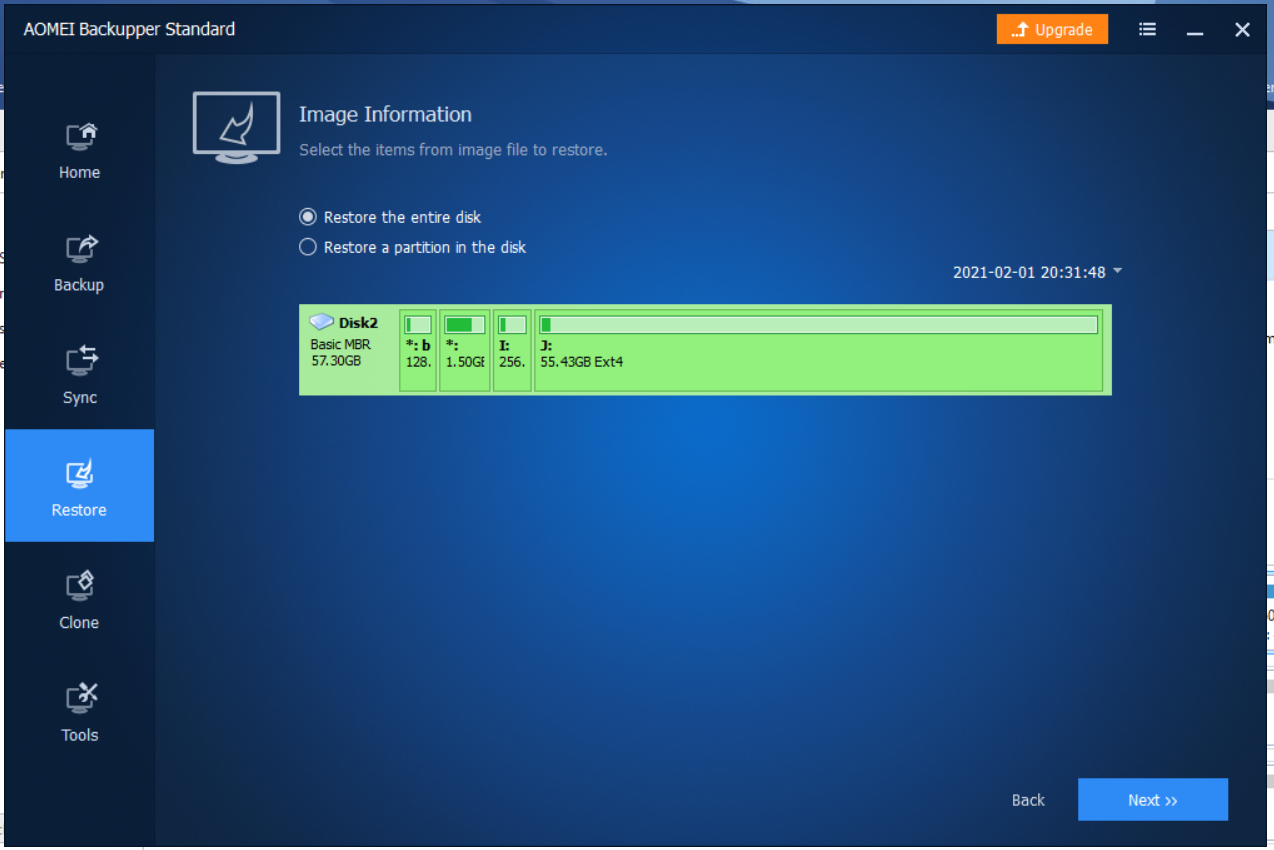 AOMEI Backupper Standard
Upgrade
Home
Backup
Sync
Restore
Clone
Tools
Image Information
Select the items from image file to restore.
Restore the entire disk
Restore a partition in the disk
2021-02-01 20:31:48
Disk2
Basic MBR
57.30GB
*: b
128.
*:
1.50GB
I:
256.
J:
55.43GB Ext4
Back
Next >>